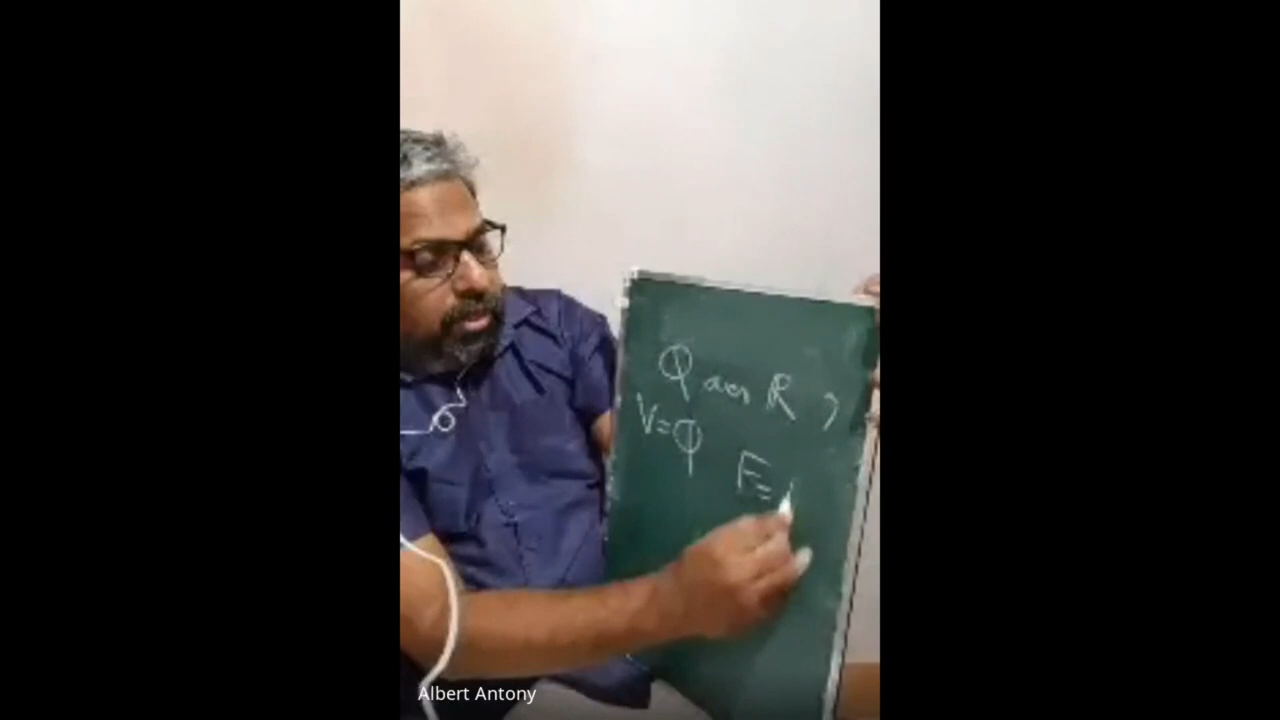 Q over R ,
V=Q
F=
Albert Antony